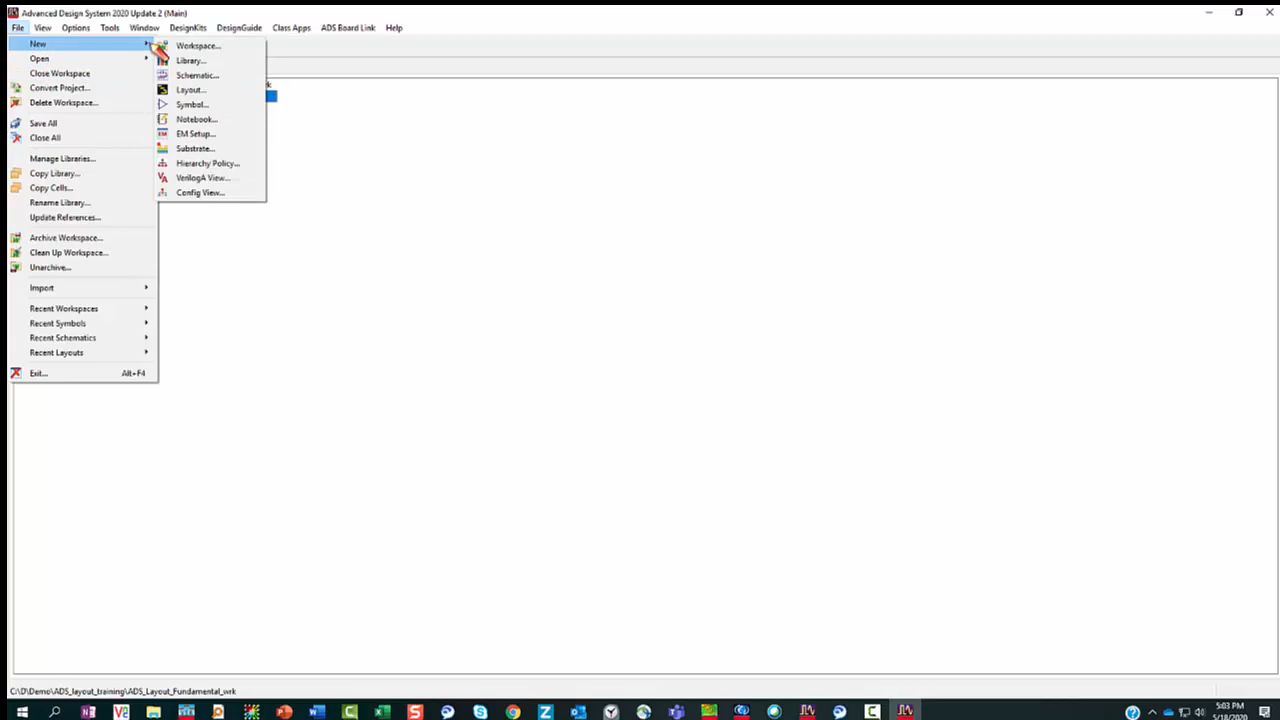 Advanced Design System 2020 Update 2 (Main)
File View Options Tools Window DesignKits DesignGuide Class Apps ADS Board Link Help
New
Open
Close Workspace
Convert Project...
Delete Workspace...
Save All
Close All
Manage Libraries...
Copy Library...
Copy Cells...
Rename Library...
Update References...
Archive Workspace...
Clean Up Workspace...
Unarchive...
Import
Recent Workspaces
Recent Symbols
Recent Schematics
Recent Layouts
Exit... Alt+F4
Workspace...
Library...
Schematic...
Layout...
Symbol...
Notebook...
EM Setup...
Substrate...
Hierarchy Policy...
VerilogA View...
Config View...
C:\D\Demo\ADS_layout_training\ADS_Layout_Fundamental_wrk
5:03 PM
5/18/2020